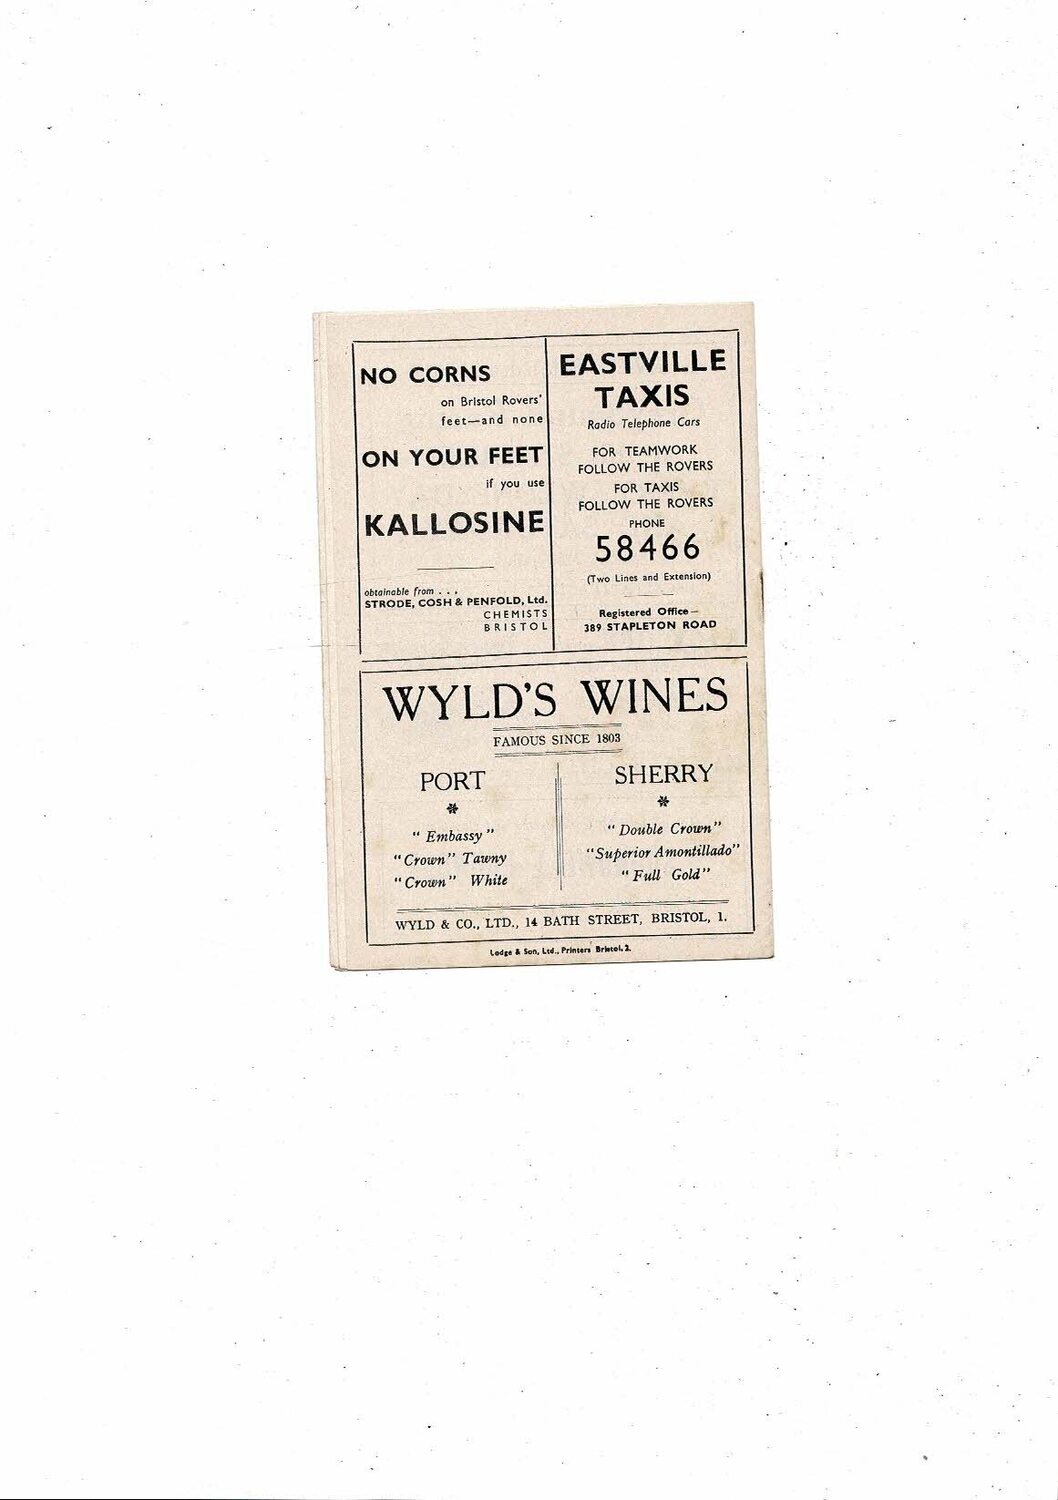 NO CORNS
on Bristol Rovers'
feet—and none
ON YOUR FEET
if you use
KALLOSINE
obtainable from . . .
STRODE, COSH & PENFOLD, Ltd.
CHEMISTS
BRISTOL
EASTVILLE
TAXIS
Radio Telephone Cars
FOR TEAMWORK
FOLLOW THE ROVERS
FOR TAXIS
FOLLOW THE ROVERS
PHONE
58466
(Two Lines and Extension)
Registered Office—
389 STAPLETON ROAD
WYLD'S WINES
FAMOUS SINCE 1803
PORT
"Embassy"
"Crown" Tawny
"Crown" White
SHERRY
"Double Crown"
"Superior Amontillado"
"Full Gold"
WYLD & CO., LTD., 14 BATH STREET, BRISTOL, 1.
Lodge & Son, Ltd., Printers Bristol, 2.